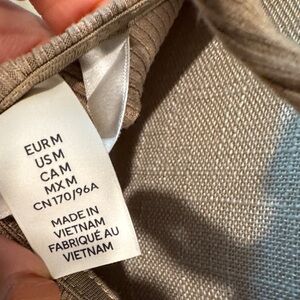 EUR M
US M
CA M
MX M
CN 170/96A
MADE IN
VIETNAM
FABRIQUÉ AU
VIETNAM